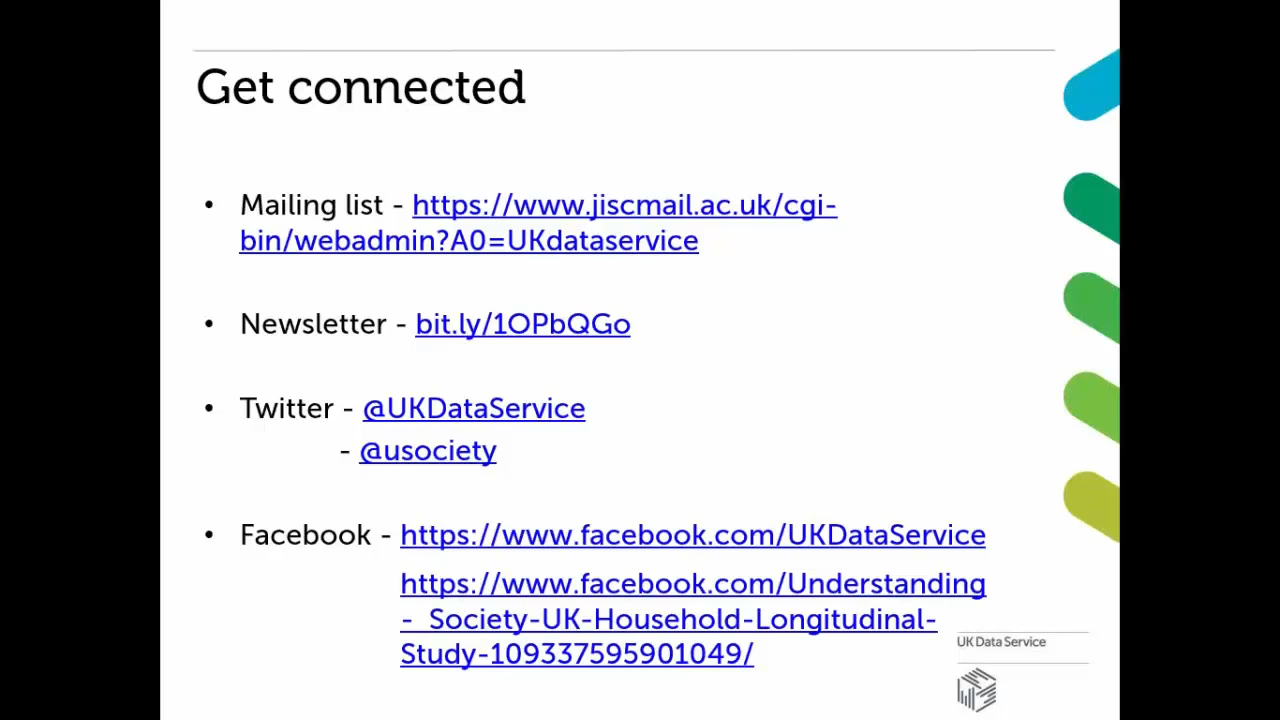 Get connected
• Mailing list - https://www.jiscmail.ac.uk/cgi-
bin/webadmin?A0=UKdataservice
• Newsletter - bit.ly/1OPbQGo
• Twitter - @UKDataService
- @usociety
• Facebook - https://www.facebook.com/UKDataService
https://www.facebook.com/Understanding
-_Society-UK-Household-Longitudinal-
Study-109337595901049/
UK Data Service